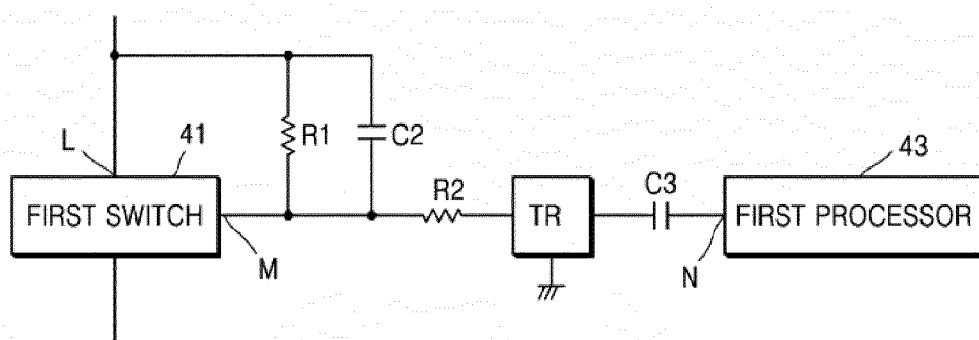 L
41
R1
C2
43
R2
C3
FIRST SWITCH
TR
FIRST PROCESSOR
M
N